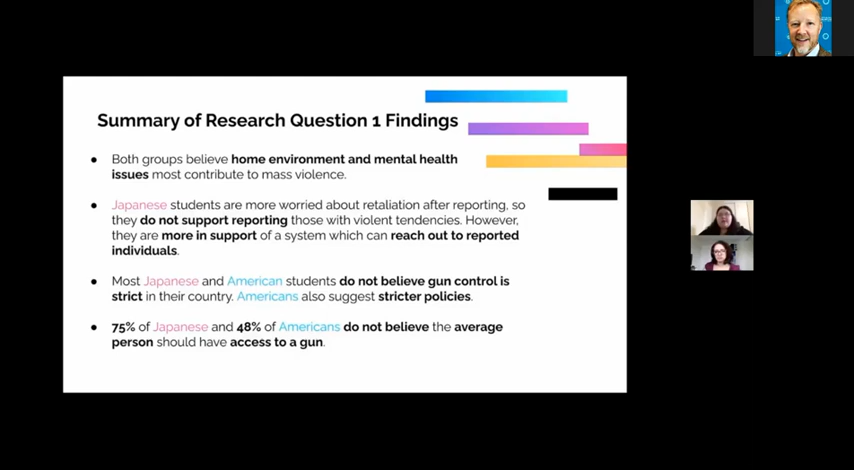 Summary of Research Question 1 Findings
● Both groups believe home environment and mental health
issues most contribute to mass violence.
● Japanese students are more worried about retaliation after reporting, so
they do not support reporting those with violent tendencies. However,
they are more in support of a system which can reach out to reported
individuals.
● Most Japanese and American students do not believe gun control is
strict in their country. Americans also suggest stricter policies.
● 75% of Japanese and 48% of Americans do not believe the average
person should have access to a gun.